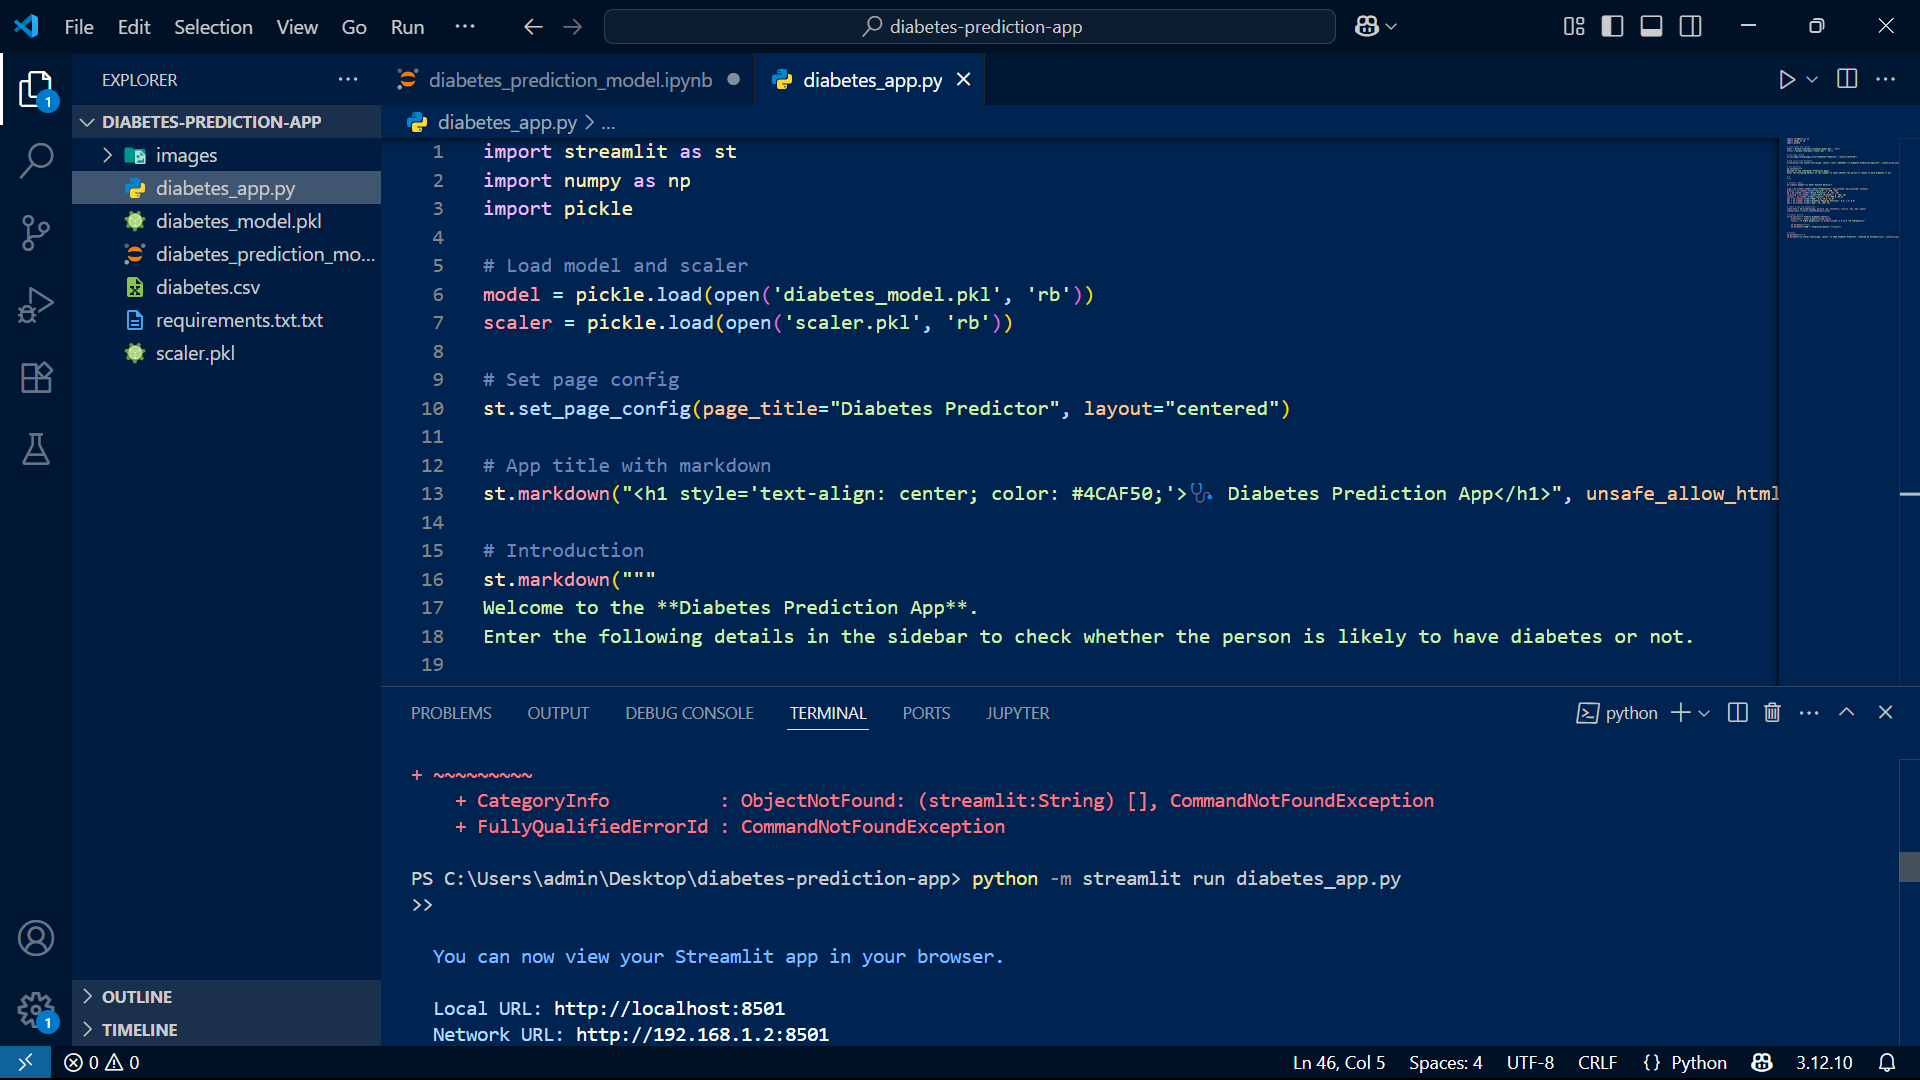 File Edit Selection View Go Run ...
diabetes-prediction-app
EXPLORER ...
DIABETES-PREDICTION-APP
images
diabetes_app.py
diabetes_model.pkl
diabetes_prediction_mo...
diabetes.csv
requirements.txt.txt
scaler.pkl
OUTLINE
TIMELINE
1
1
diabetes_prediction_model.ipynb
diabetes_app.py
diabetes_app.py > ...
1 import streamlit as st
2 import numpy as np
3 import pickle
4
5 # Load model and scaler
6 model = pickle.load(open('diabetes_model.pkl', 'rb'))
7 scaler = pickle.load(open('scaler.pkl', 'rb'))
8
9 # Set page config
10 st.set_page_config(page_title="Diabetes Predictor", layout="centered")
11
12 # App title with markdown
13 st.markdown("<h1 style='text-align: center; color: #4CAF50;'>🩺 Diabetes Prediction App</h1>", unsafe_allow_html
14
15 # Introduction
16 st.markdown("""
17 Welcome to the **Diabetes Prediction App**.
18 Enter the following details in the sidebar to check whether the person is likely to have diabetes or not.
19
PROBLEMS OUTPUT DEBUG CONSOLE TERMINAL PORTS JUPYTER
python
+ ~~~~~~~~~
+ CategoryInfo : ObjectNotFound: (streamlit:String) [], CommandNotFoundException
+ FullyQualifiedErrorId : CommandNotFoundException
PS C:\Users\admin\Desktop\diabetes-prediction-app> python -m streamlit run diabetes_app.py
>>
You can now view your Streamlit app in your browser.
Local URL: http://localhost:8501
Network URL: http://192.168.1.2:8501
0 0
Ln 46, Col 5 Spaces: 4 UTF-8 CRLF {} Python 3.12.10